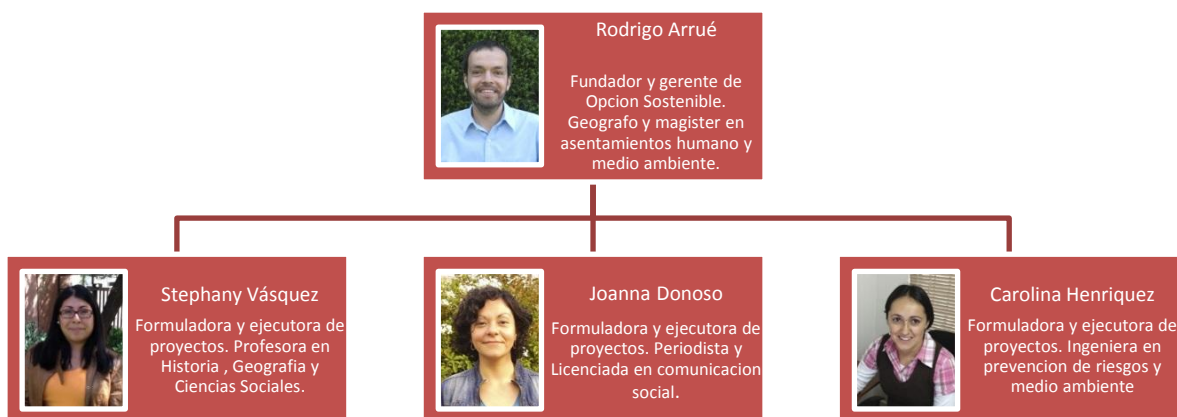 Rodrigo Arrué
Fundador y gerente de
Opcion Sostenible.
Geografo y magister en
asentamientos humano y
medio ambiente.
Stephany Vásquez
Formuladora y ejecutora de
proyectos. Profesora en
Historia , Geografia y
Ciencias Sociales.
Joanna Donoso
Formuladora y ejecutora de
proyectos. Periodista y
Licenciada en comunicacion
social.
Carolina Henriquez
Formuladora y ejecutora de
proyectos. Ingeniera en
prevencion de riesgos y
medio ambiente